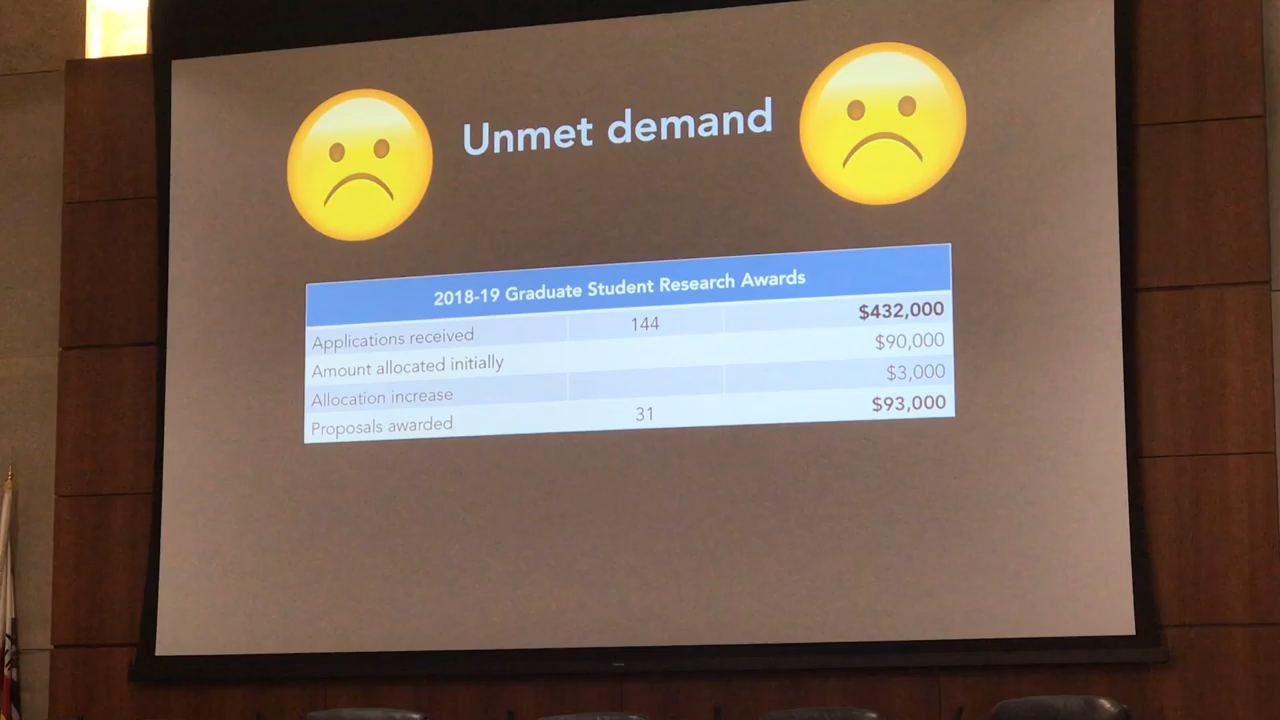 Unmet demand
2018-19 Graduate Student Research Awards
Applications received 144 $432,000
Amount allocated initially $90,000
Allocation increase $3,000
Proposals awarded 31 $93,000